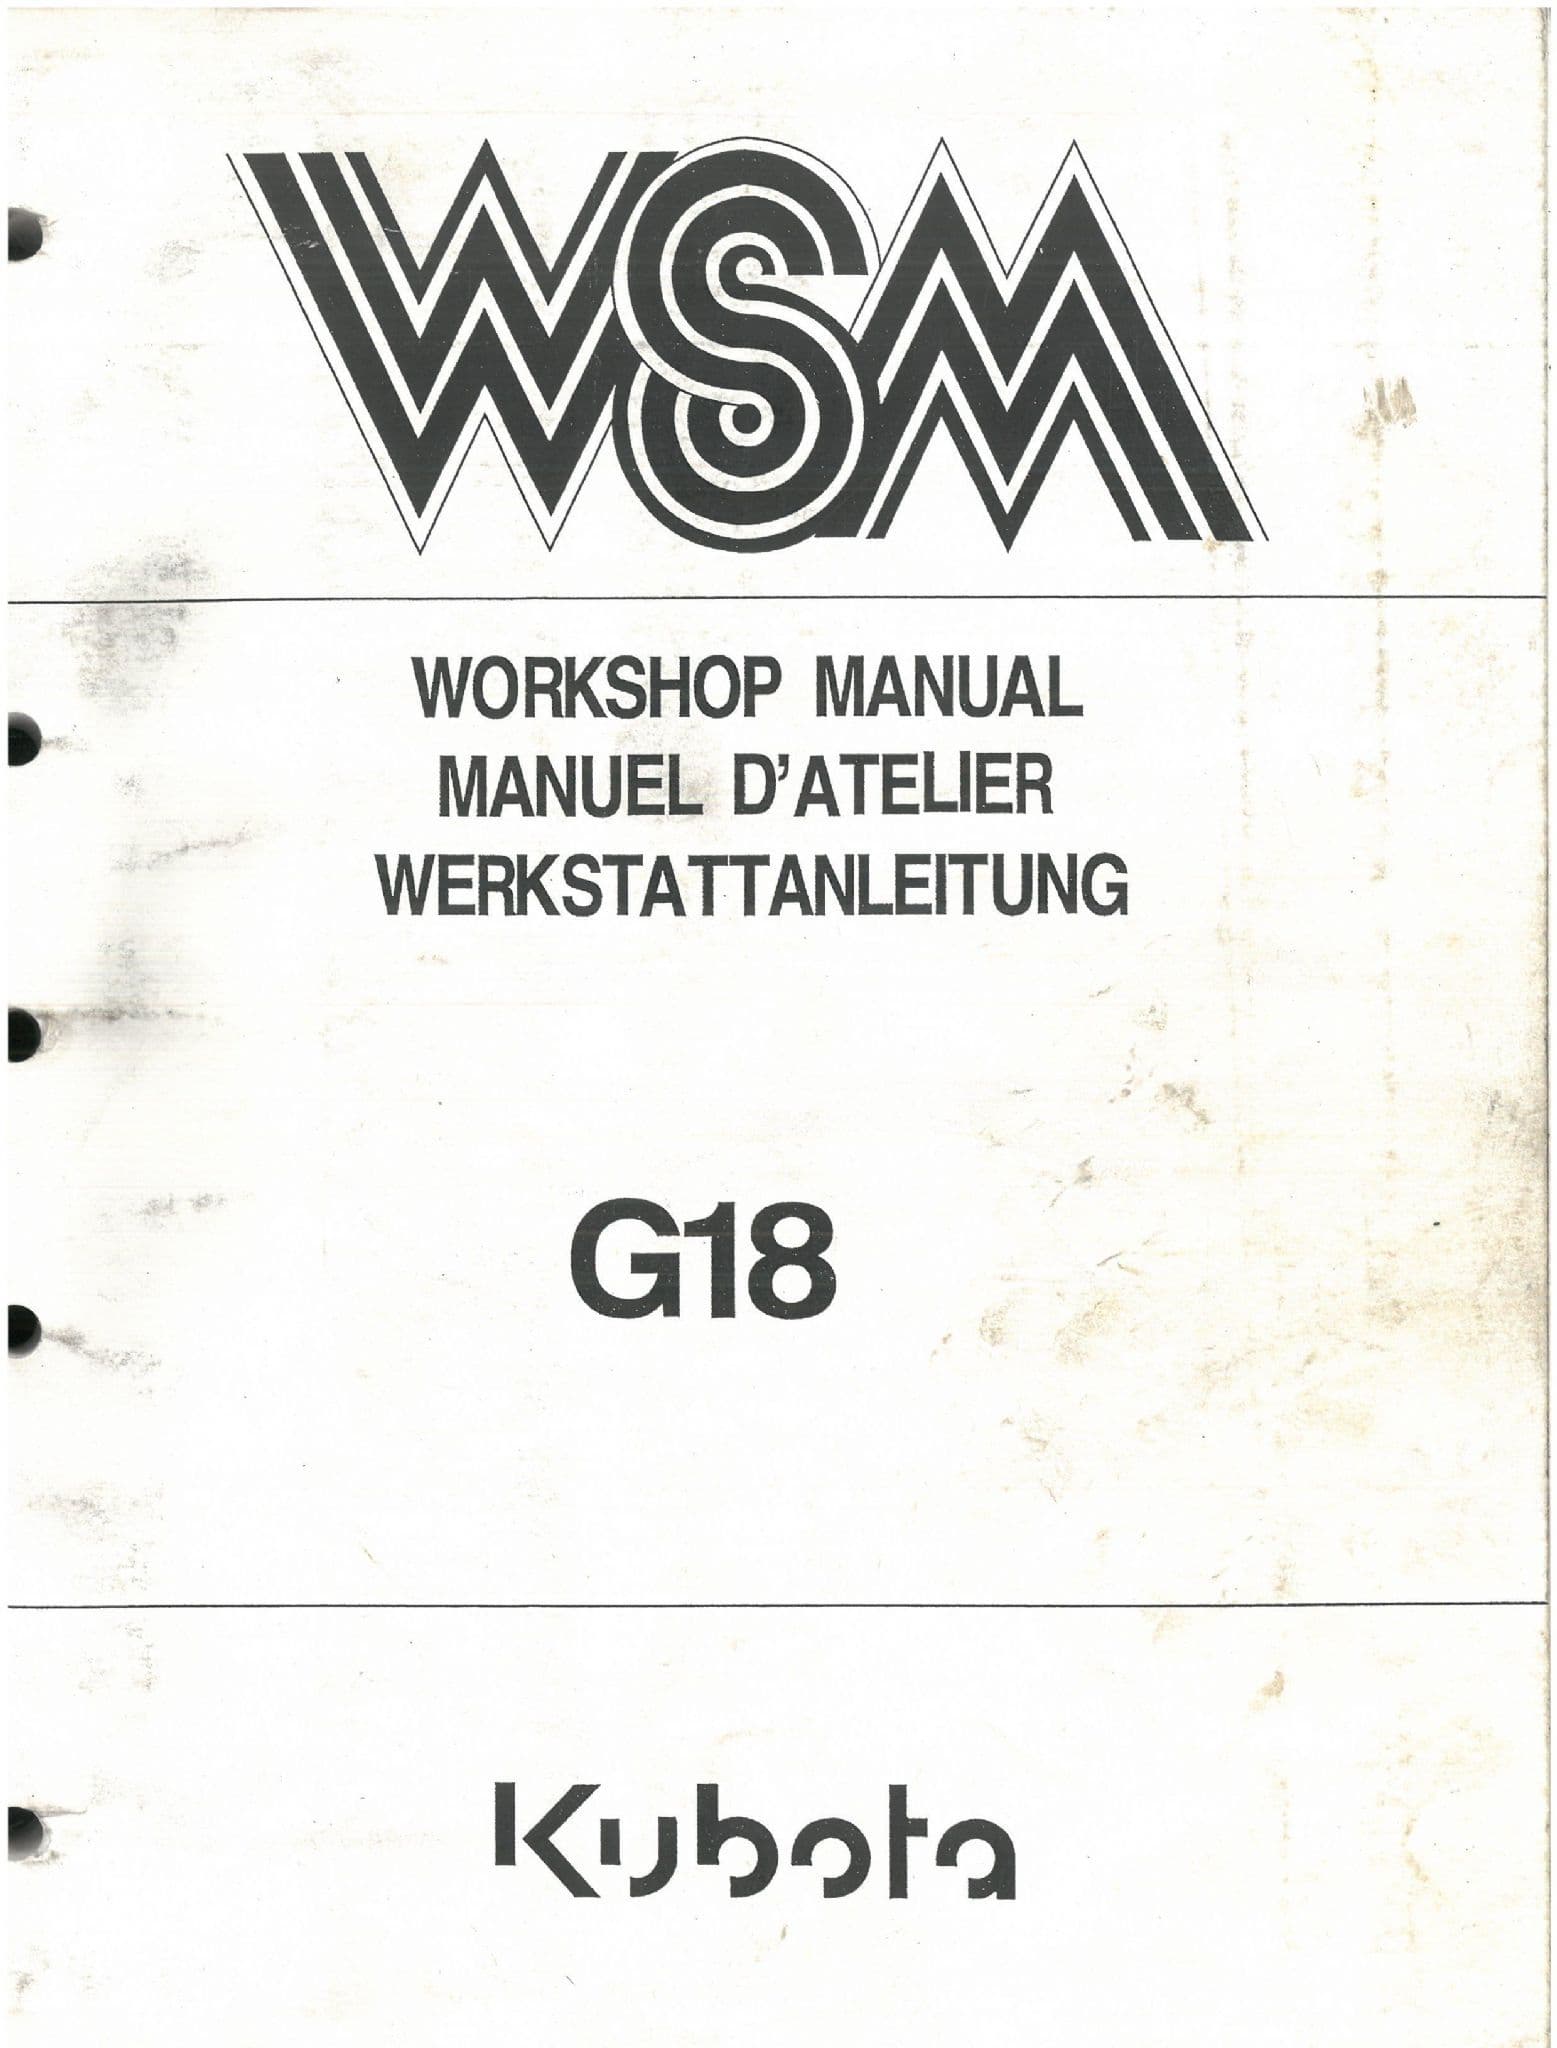 WSM
WORKSHOP MANUAL
MANUEL D'ATELIER
WERKSTATTANLEITUNG
G18
Kubota